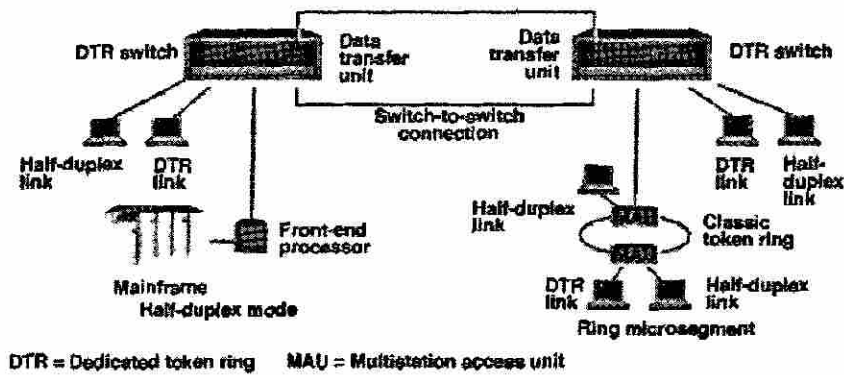 DTR switch
Data
transfer
unit
Data
transfer
unit
DTR switch
Switch-to-switch
connection
Half-duplex
link
DTR
link
DTR
link
Half-
duplex
link
Half-duplex
link
MAU
Classic
token ring
MAU
Front-end
processor
Mainframe
Half-duplex mode
DTR
link
Half-duplex
link
Ring microsegment
DTR = Dedicated token ring MAU = Multistation access unit